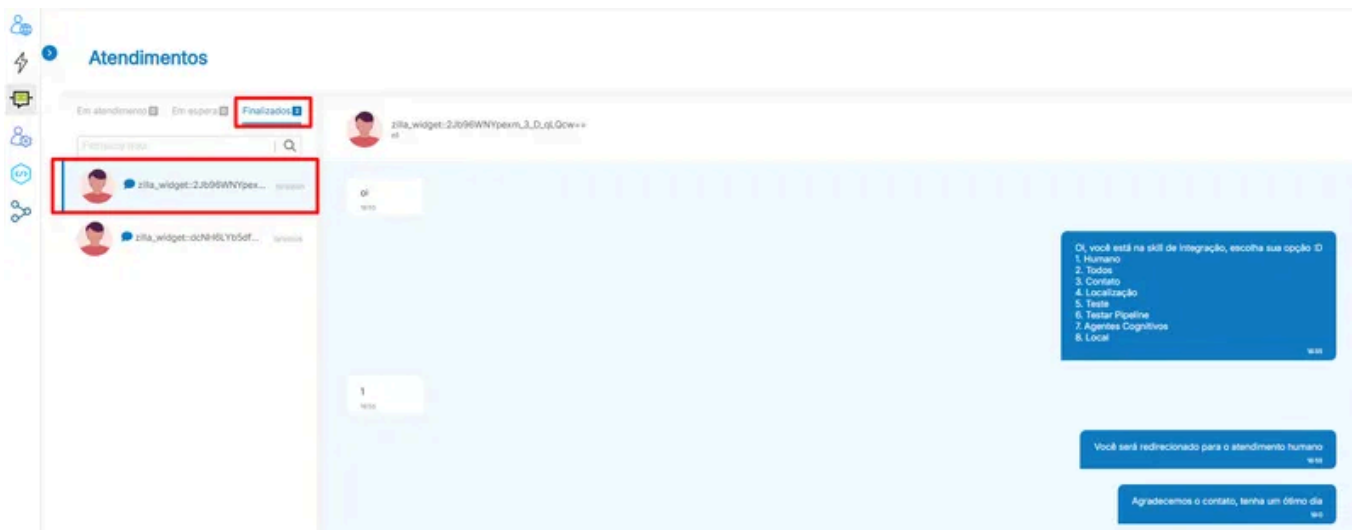 Atendimentos
Em atendimento
Em espera
Finalizados
zilla_widget::2Jb96WNYpexm_3_D_qLQcw==
oi
zilla_widget::2Jb96WNYpex...
zilla_widget::dcNH6LYb5df...
oi
Oi, você está na skill de integração, escolha sua opção :D
1. Humano
2. Todos
3. Contato
4. Localização
5. Teste
6. Testar Pipeline
7. Agentes Cognitivos
8. Local
1
Você será redirecionado para o atendimento humano
Agradecemos o contato, tenha um ótimo dia